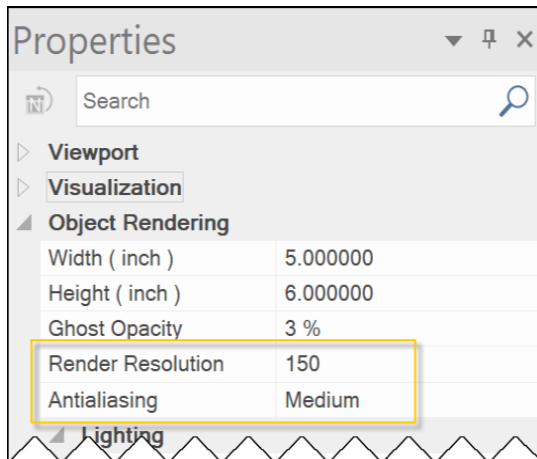 Properties
Search
Viewport
Visualization
Object Rendering
Width ( inch ) 5.000000
Height ( inch ) 6.000000
Ghost Opacity 3 %
Render Resolution 150
Antialiasing Medium
Lighting